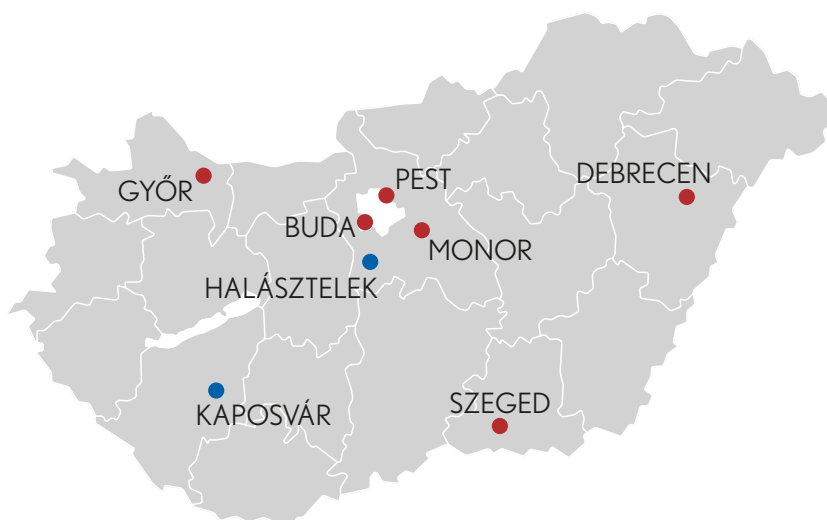 PEST
DEBRECEN
GYŐR
BUDA
MONOR
HALÁSZTELEK
KAPOSVÁR
SZEGED